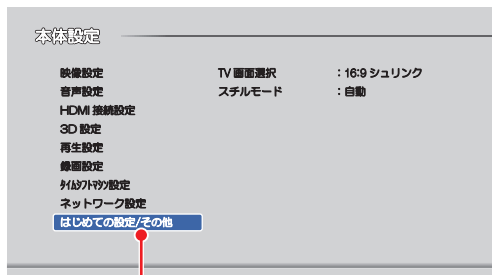 本体設定
映像設定
音声設定
HDMI 接続設定
3D 設定
再生設定
録画設定
ﾀｲﾑｼﾌﾄﾏｼﾝ設定
ネットワーク設定
はじめての設定/その他
TV 画面選択 :16:9 シュリンク
スチルモード :自動